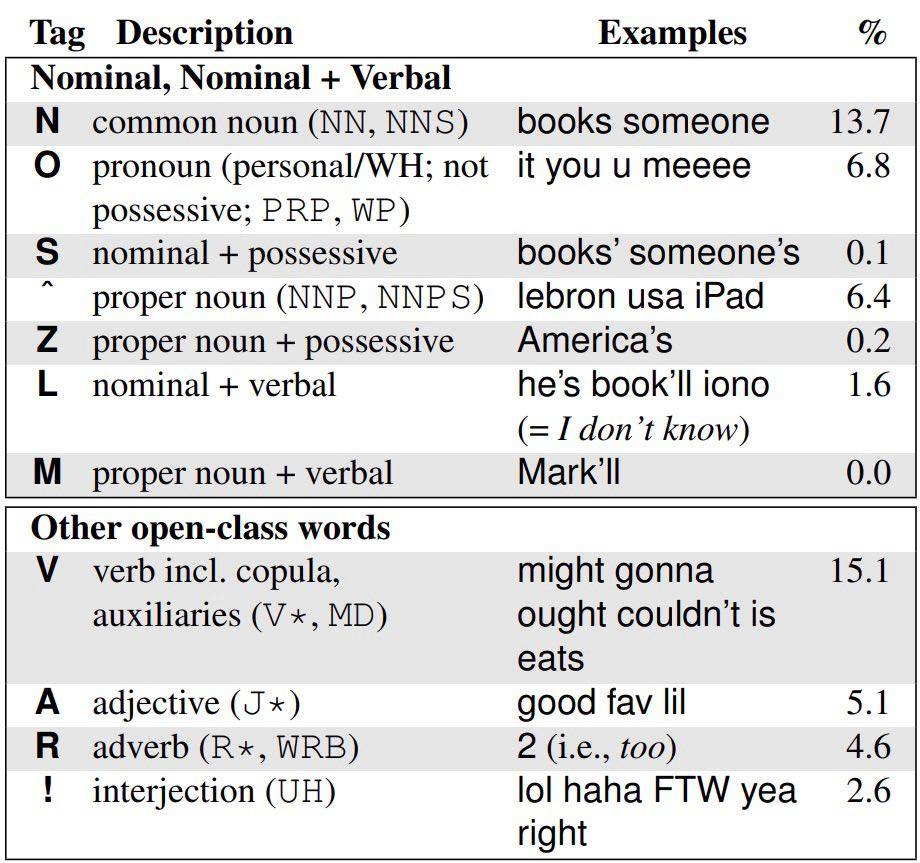 Tag Description Examples %
Nominal, Nominal + Verbal
N common noun (NN, NNS) books someone 13.7
O pronoun (personal/WH; not it you u meeee 6.8
possessive; PRP, WP)
S nominal + possessive books’ someone’s 0.1
ˆ proper noun (NNP, NNPS) lebron usa iPad 6.4
Z proper noun + possessive America’s 0.2
L nominal + verbal he’s book’ll iono 1.6
(= I don’t know)
M proper noun + verbal Mark’ll 0.0
Other open-class words
V verb incl. copula, might gonna 15.1
auxiliaries (V*, MD) ought couldn’t is
eats
A adjective (J*) good fav lil 5.1
R adverb (R*, WRB) 2 (i.e., too) 4.6
! interjection (UH) lol haha FTW yea 2.6
right